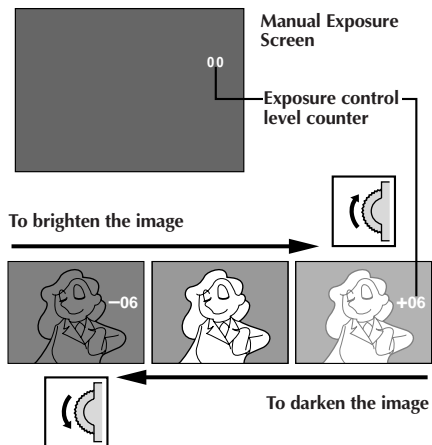 Manual Exposure
Screen
00
Exposure control
level counter
To brighten the image
–06
+06
To darken the image